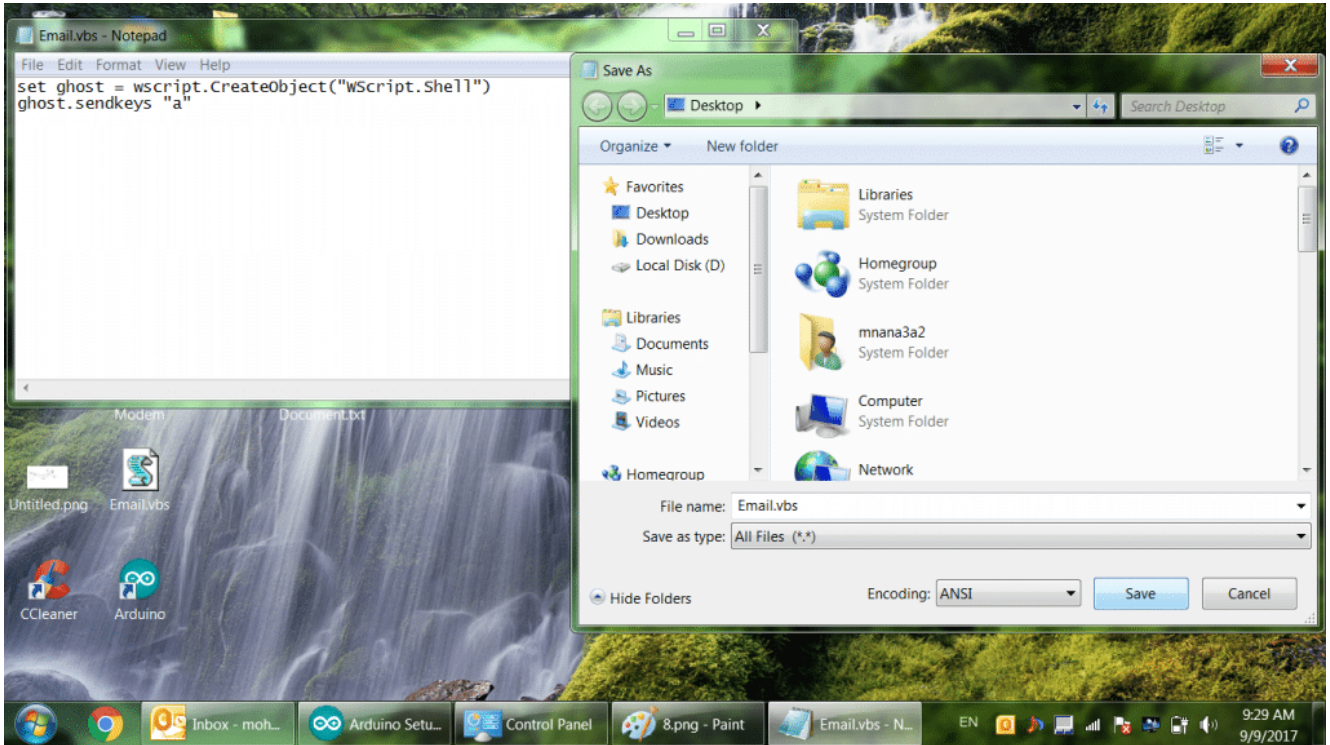 Email.vbs - Notepad
File Edit Format View Help
set ghost = wscript.CreateObject("WScript.Shell")
ghost.sendkeys "a"
Save As
Desktop
Search Desktop
Organize
New folder
Favorites
Desktop
Downloads
Local Disk (D)
Libraries
Documents
Music
Pictures
Videos
Homegroup
Libraries
System Folder
Homegroup
System Folder
mnana3a2
System Folder
Computer
System Folder
Network
File name: Email.vbs
Save as type: All Files (*.*)
Hide Folders
Encoding: ANSI
Save
Cancel
Modem
Document.txt
Untitled.png
Email.vbs
CCleaner
Arduino
Inbox - moh...
Arduino Setu...
Control Panel
8.png - Paint
Email.vbs - N...
EN
9:29 AM
9/9/2017